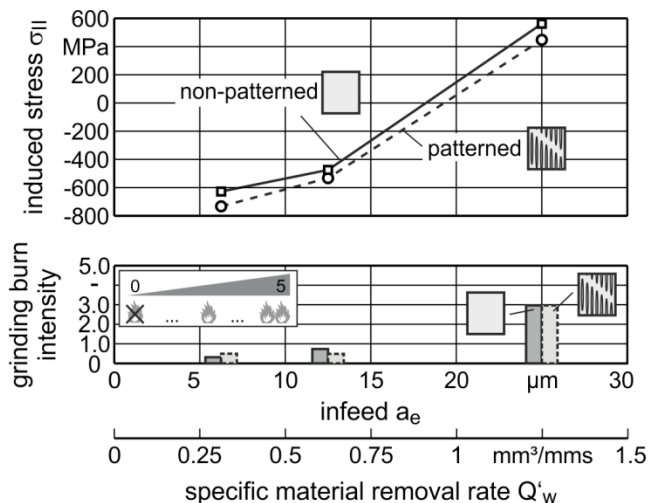 induced stress σII
600
MPa
200
0
-200
-400
-600
-800
non-patterned
patterned
grinding burn
intensity
5.0
-
3.0
2.0
1.0
0
0 5
... ...
0 5 10 15 20 µm 30
infeed ae
0 0.25 0.5 0.75 1 mm³/mms 1.5
specific material removal rate Q‘w